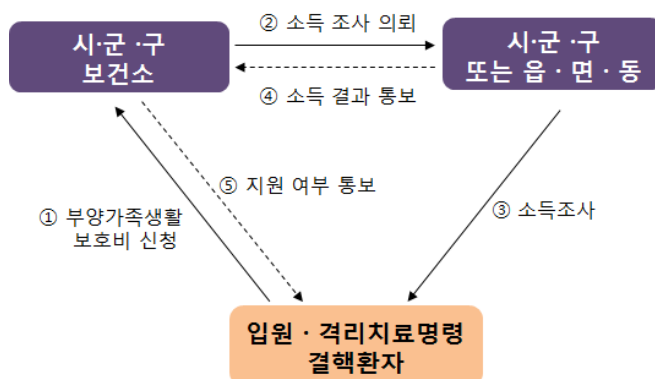 ② 소득 조사 의뢰
시·군 ·구
보건소
시·군 ·구
또는 읍 · 면 · 동
④ 소득 결과 통보
⑤ 지원 여부 통보
① 부양가족생활
보호비 신청
③ 소득조사
입원 · 격리치료명령
결핵환자